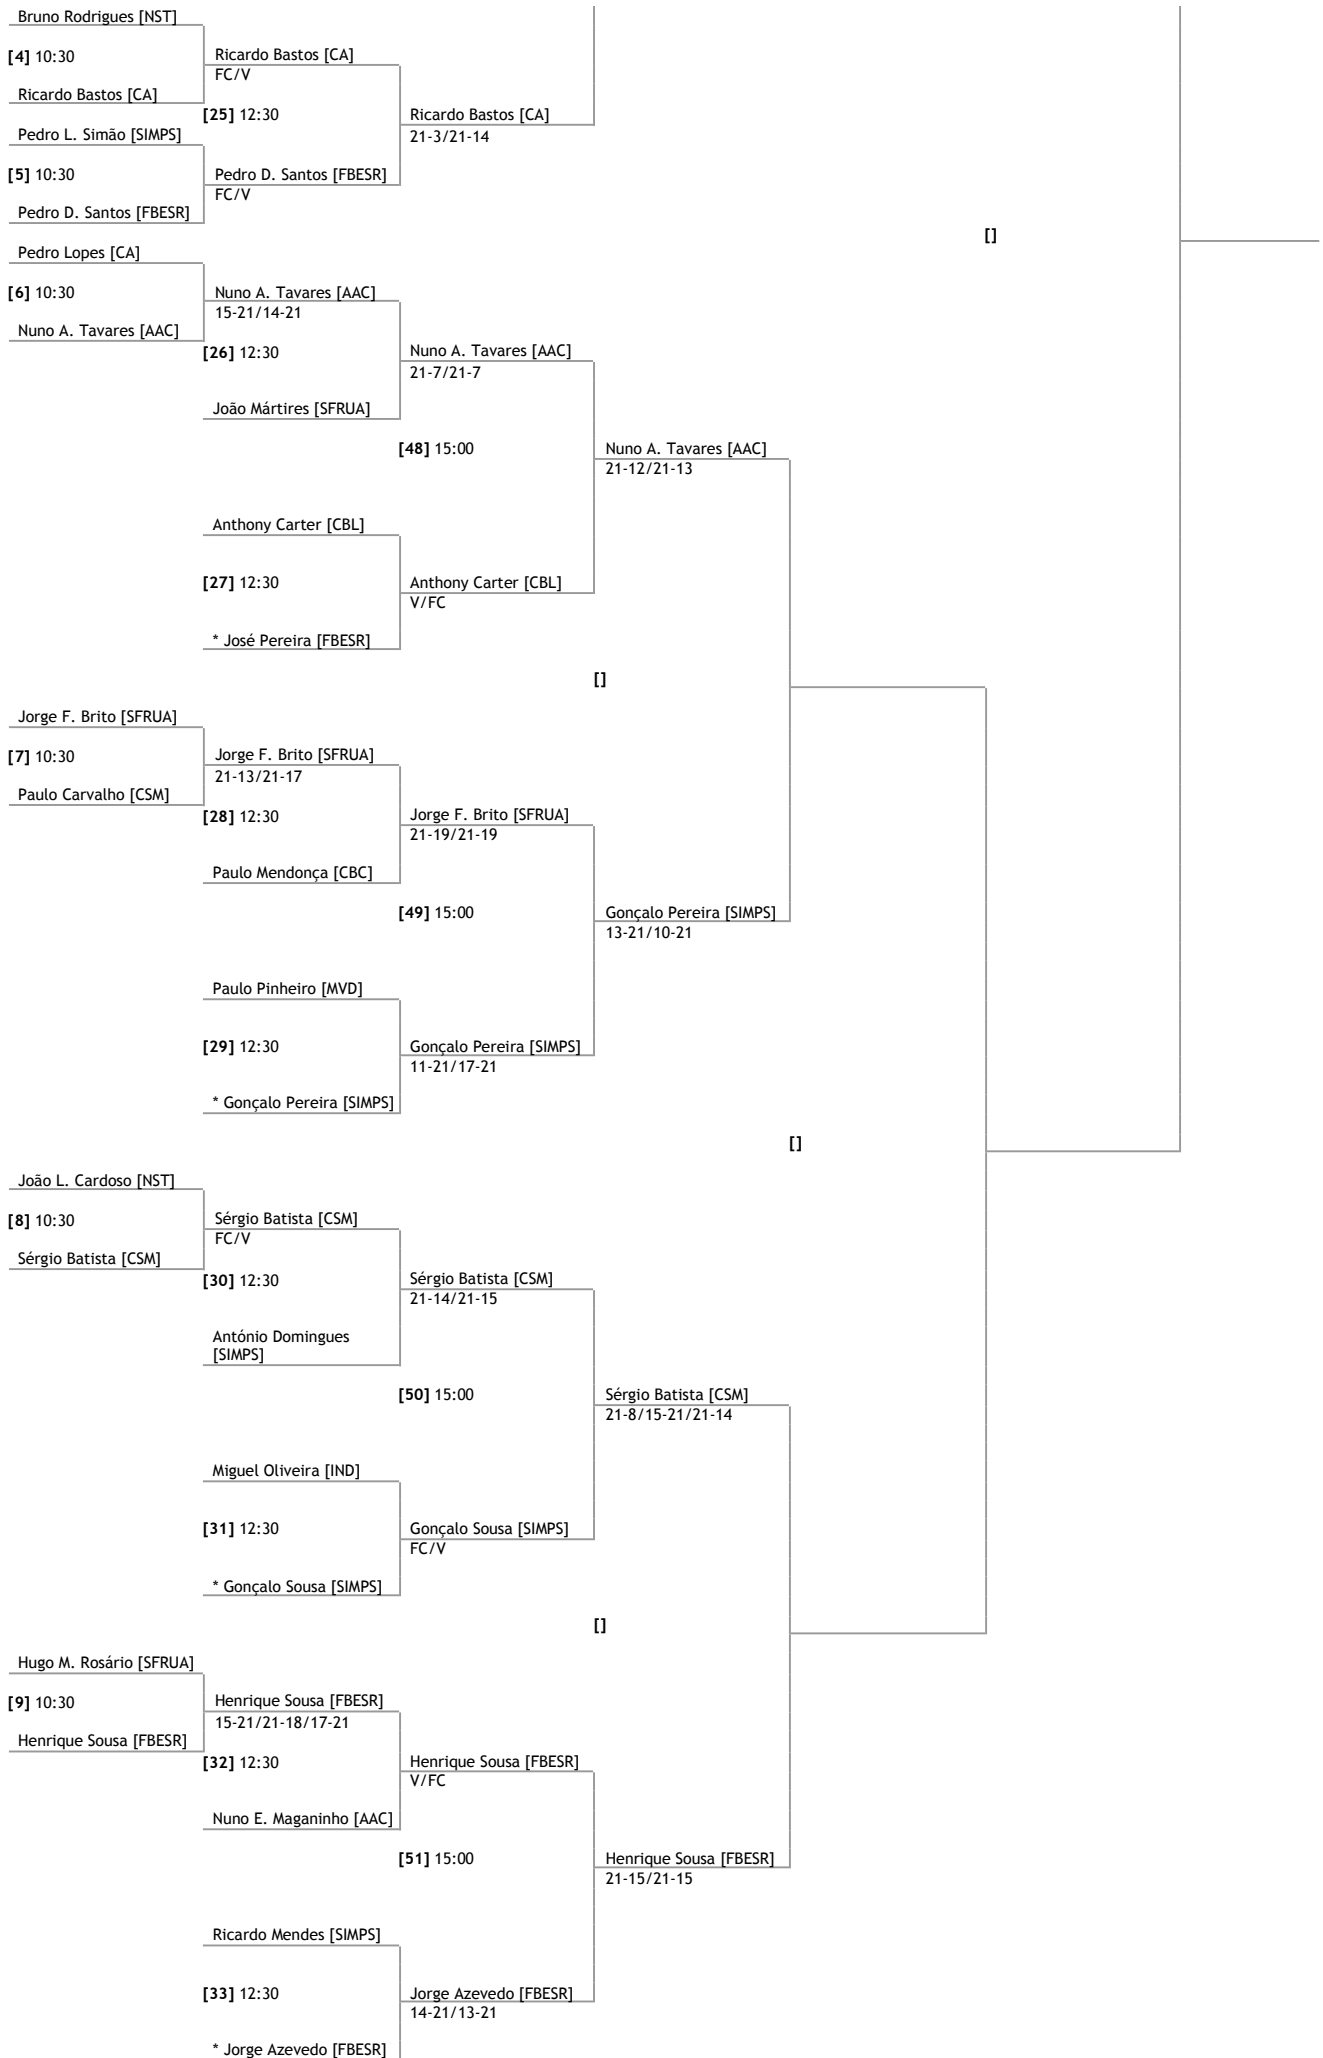 Bruno Rodrigues [NST]
[4] 10:30
Ricardo Bastos [CA]
FC/V
Ricardo Bastos [CA]
[25] 12:30
Ricardo Bastos [CA]
21-3/21-14
Pedro L. Simão [SIMPS]
[5] 10:30
Pedro D. Santos [FBESR]
FC/V
Pedro D. Santos [FBESR]
[]
Pedro Lopes [CA]
[6] 10:30
Nuno A. Tavares [AAC]
15-21/14-21
Nuno A. Tavares [AAC]
[26] 12:30
Nuno A. Tavares [AAC]
21-7/21-7
João Mártires [SFRUA]
[48] 15:00
Nuno A. Tavares [AAC]
21-12/21-13
Anthony Carter [CBL]
[27] 12:30
Anthony Carter [CBL]
V/FC
* José Pereira [FBESR]
[]
Jorge F. Brito [SFRUA]
[7] 10:30
Jorge F. Brito [SFRUA]
21-13/21-17
Paulo Carvalho [CSM]
[28] 12:30
Jorge F. Brito [SFRUA]
21-19/21-19
Paulo Mendonça [CBC]
[49] 15:00
Gonçalo Pereira [SIMPS]
13-21/10-21
Paulo Pinheiro [MVD]
[29] 12:30
Gonçalo Pereira [SIMPS]
11-21/17-21
* Gonçalo Pereira [SIMPS]
[]
João L. Cardoso [NST]
[8] 10:30
Sérgio Batista [CSM]
FC/V
Sérgio Batista [CSM]
[30] 12:30
Sérgio Batista [CSM]
21-14/21-15
António Domingues
[SIMPS]
[50] 15:00
Sérgio Batista [CSM]
21-8/15-21/21-14
Miguel Oliveira [IND]
[31] 12:30
Gonçalo Sousa [SIMPS]
FC/V
* Gonçalo Sousa [SIMPS]
[]
Hugo M. Rosário [SFRUA]
[9] 10:30
Henrique Sousa [FBESR]
15-21/21-18/17-21
Henrique Sousa [FBESR]
[32] 12:30
Henrique Sousa [FBESR]
V/FC
Nuno E. Maganinho [AAC]
[51] 15:00
Henrique Sousa [FBESR]
21-15/21-15
Ricardo Mendes [SIMPS]
[33] 12:30
Jorge Azevedo [FBESR]
14-21/13-21
* Jorge Azevedo [FBESR]